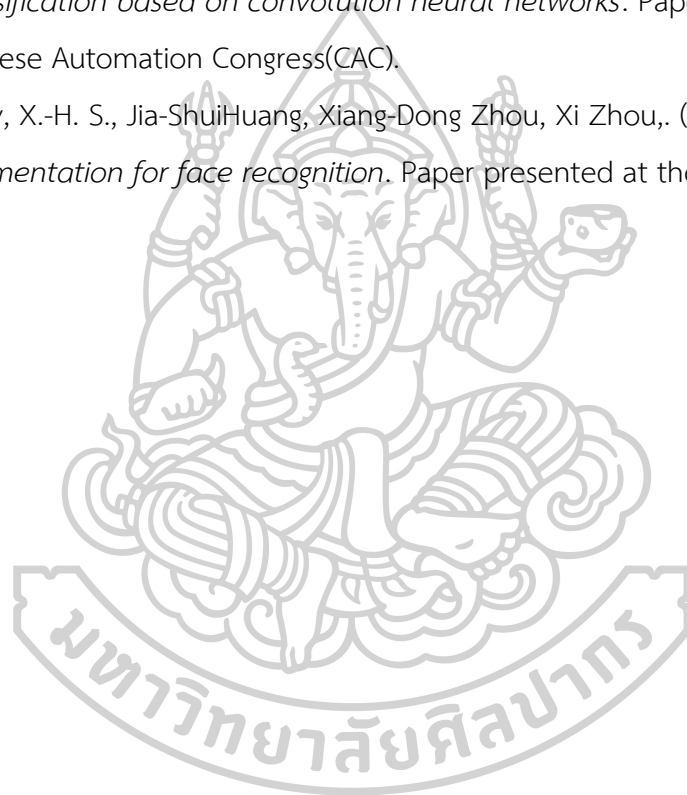 sification based on convolution neural networks. Pape
ese Automation Congress(CAC).
, X.-H. S., Jia-ShuiHuang, Xiang-Dong Zhou, Xi Zhou,. (
mentation for face recognition. Paper presented at the
มหาวิทยาลัยศิลปากร